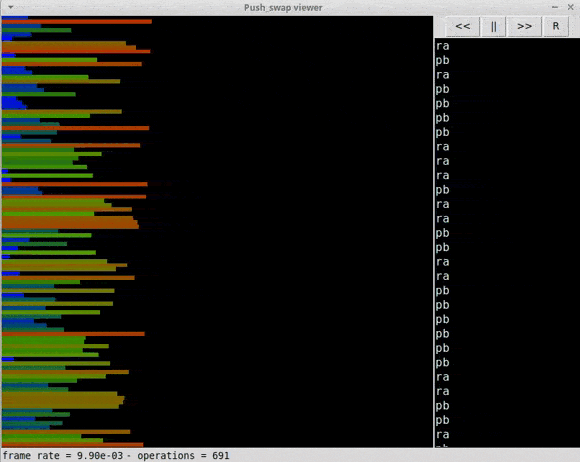 Push_swap viewer
<< || >> R
ra
pb
ra
pb
pb
pb
pb
ra
ra
ra
pb
ra
ra
pb
pb
ra
ra
pb
pb
pb
pb
pb
pb
ra
ra
pb
pb
ra
frame rate = 9.90e-03 - operations = 691